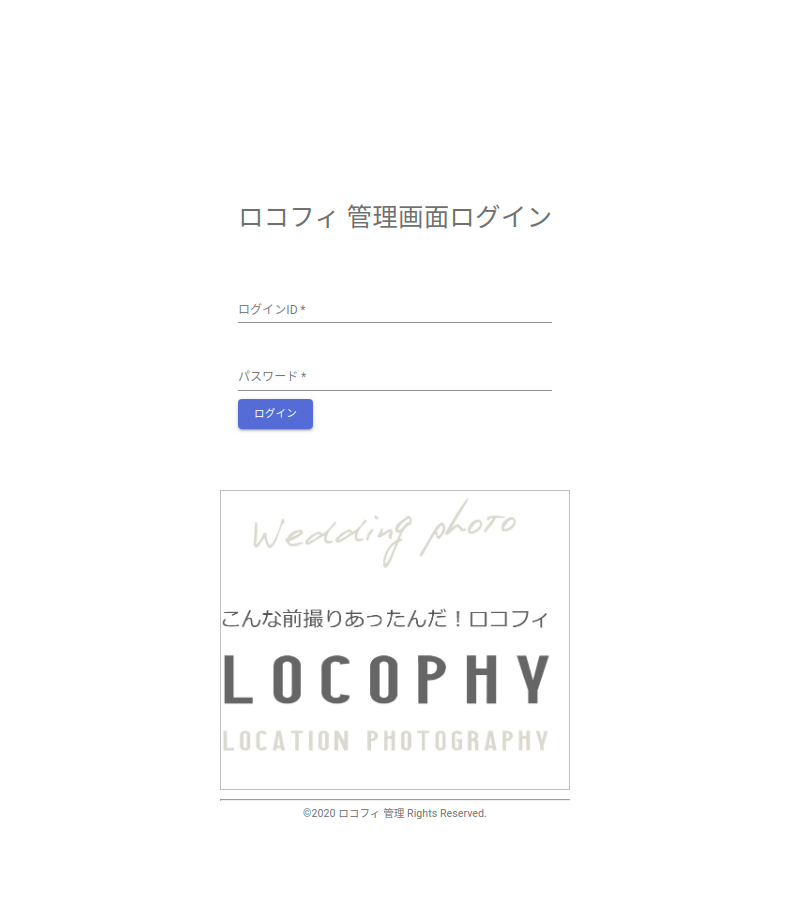 ロコフィ 管理画面ログイン
ログインID *
パスワード *
ログイン
Wedding photo
こんな前撮りあったんだ！ロコフィ
LOCOPHY
LOCATION PHOTOGRAPHY
©2020 ロコフィ 管理 Rights Reserved.